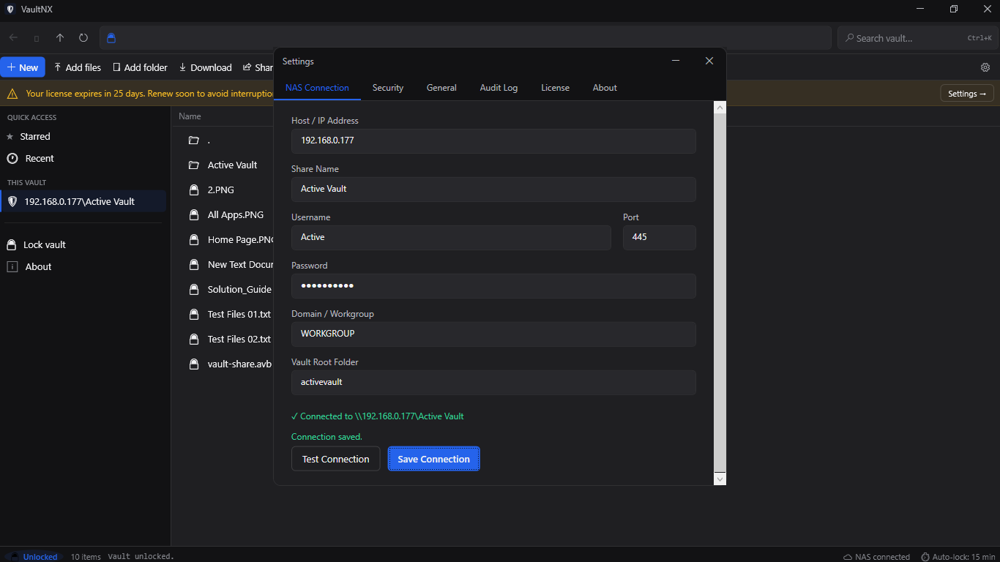 VaultNX
Search vault...
Ctrl+K
New
Add files
Add folder
Download
Shar
Your license expires in 25 days. Renew soon to avoid interruptio
Settings →
QUICK ACCESS
Starred
Recent
THIS VAULT
192.168.0.177\Active Vault
Lock vault
About
Name
.
Active Vault
2.PNG
All Apps.PNG
Home Page.PN
New Text Docur
Solution_Guide
Test Files 01.txt
Test Files 02.txt
vault-share.avb
Settings
NAS Connection
Security
General
Audit Log
License
About
Host / IP Address
192.168.0.177
Share Name
Active Vault
Username
Port
Active
445
Password
●●●●●●●●●●
Domain / Workgroup
WORKGROUP
Vault Root Folder
activevault
✓ Connected to \\192.168.0.177\Active Vault
Connection saved.
Test Connection
Save Connection
Unlocked
10 items
Vault unlocked.
NAS connected
Auto-lock: 15 min